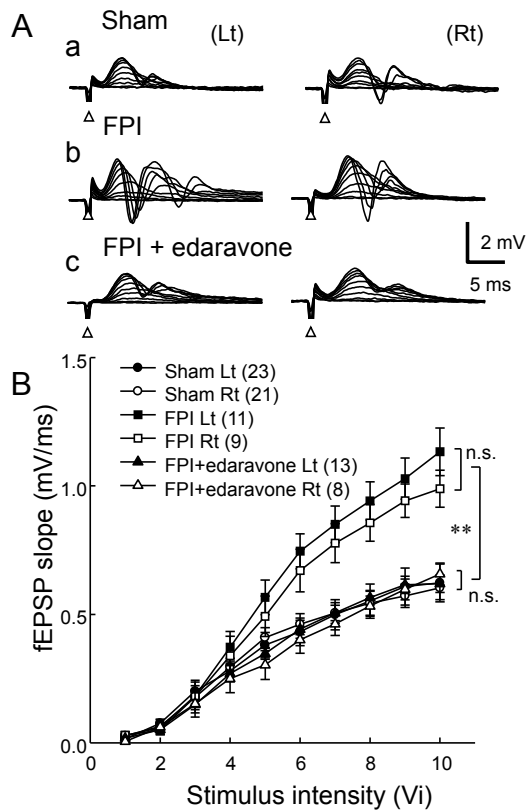 A
Sham
(Lt)
(Rt)
a
FPI
b
2 mV
5 ms
FPI + edaravone
c
B
fEPSP slope (mV/ms)
1.5
1.0
0.5
0.0
Sham Lt (23)
Sham Rt (21)
FPI Lt (11)
FPI Rt (9)
FPI+edaravone Lt (13)
FPI+edaravone Rt (8)
n.s.
**
n.s.
0 2 4 6 8 10
Stimulus intensity (Vi)